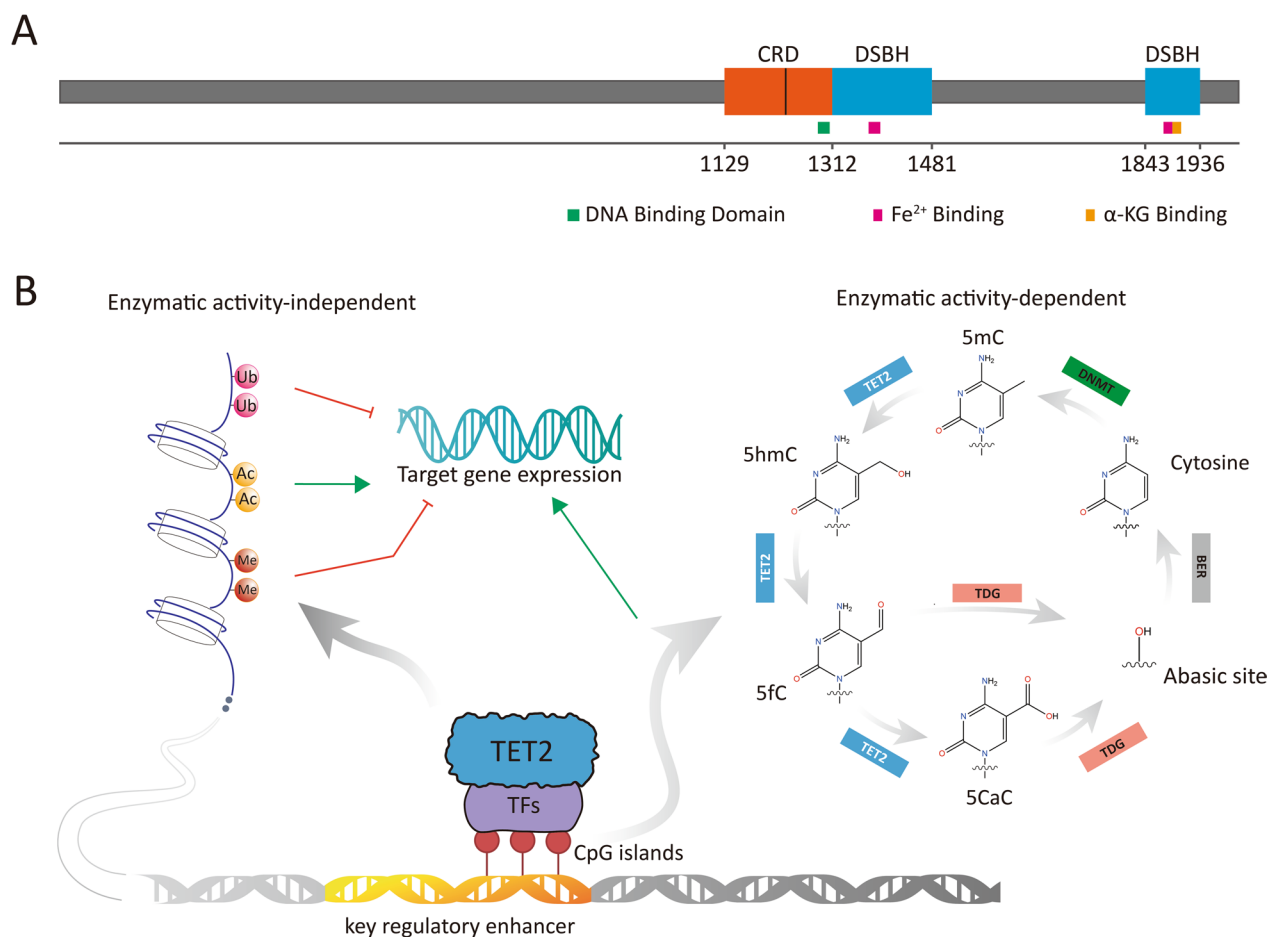 A
CRD
DSBH
DSBH
1129
1312
1481
1843
1936
DNA Binding Domain
Fe²⁺ Binding
α-KG Binding
B
Enzymatic activity-independent
Enzymatic activity-dependent
Ub
Ub
Ac
Ac
Me
Me
Target gene expression
5mC
NH₂
N
O
N
TET2
DNMT
5hmC
NH₂
N
OH
O
N
Cytosine
NH₂
N
O
N
TET2
BER
TDG
5fC
NH₂
O
N
O
N
OH
Abasic site
TET2
NH₂
O
N
OH
O
N
5CaC
TDG
TET2
TFs
CpG islands
key regulatory enhancer